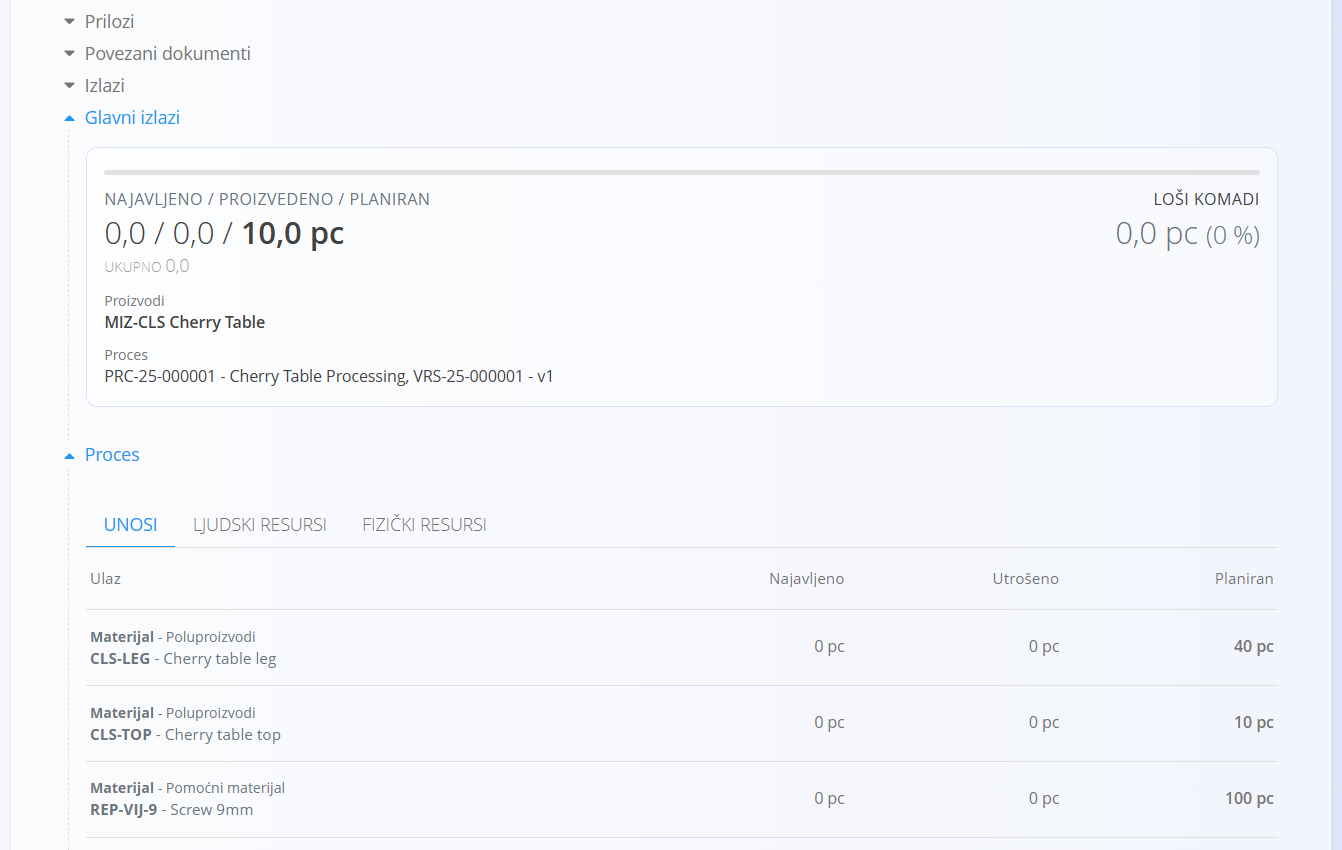 Prilozi
Povezani dokumenti
Izlazi
Glavni izlazi
NAJAVLJENO / PROIZVEDENO / PLANIRAN
LOŠI KOMADI
0,0 / 0,0 / 10,0 pc
0,0 pc (0 %)
UKUPNO 0,0
Proizvodi
MIZ-CLS Cherry Table
Proces
PRC-25-000001 - Cherry Table Processing, VRS-25-000001 - v1
Proces
UNOSI LJUDSKI RESURSI FIZIČKI RESURSI
Ulaz Najavljeno Utrošeno Planiran
Materijal - Poluproizvodi
CLS-LEG - Cherry table leg
0 pc 0 pc 40 pc
Materijal - Poluproizvodi
CLS-TOP - Cherry table top
0 pc 0 pc 10 pc
Materijal - Pomoćni materijal
REP-VIJ-9 - Screw 9mm
0 pc 0 pc 100 pc